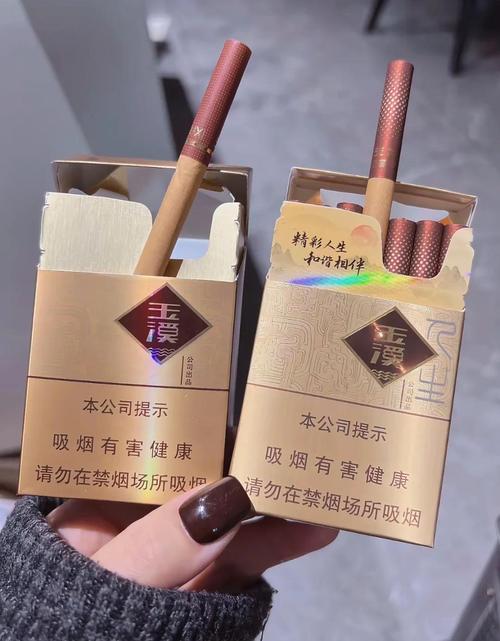 玉溪
公司出品
本公司提示
吸烟有害健康
请勿在禁烟场所吸烟
精彩人生
和谐相伴
玉溪
公司出品
本公司提示
吸烟有害健康
请勿在禁烟场所吸烟